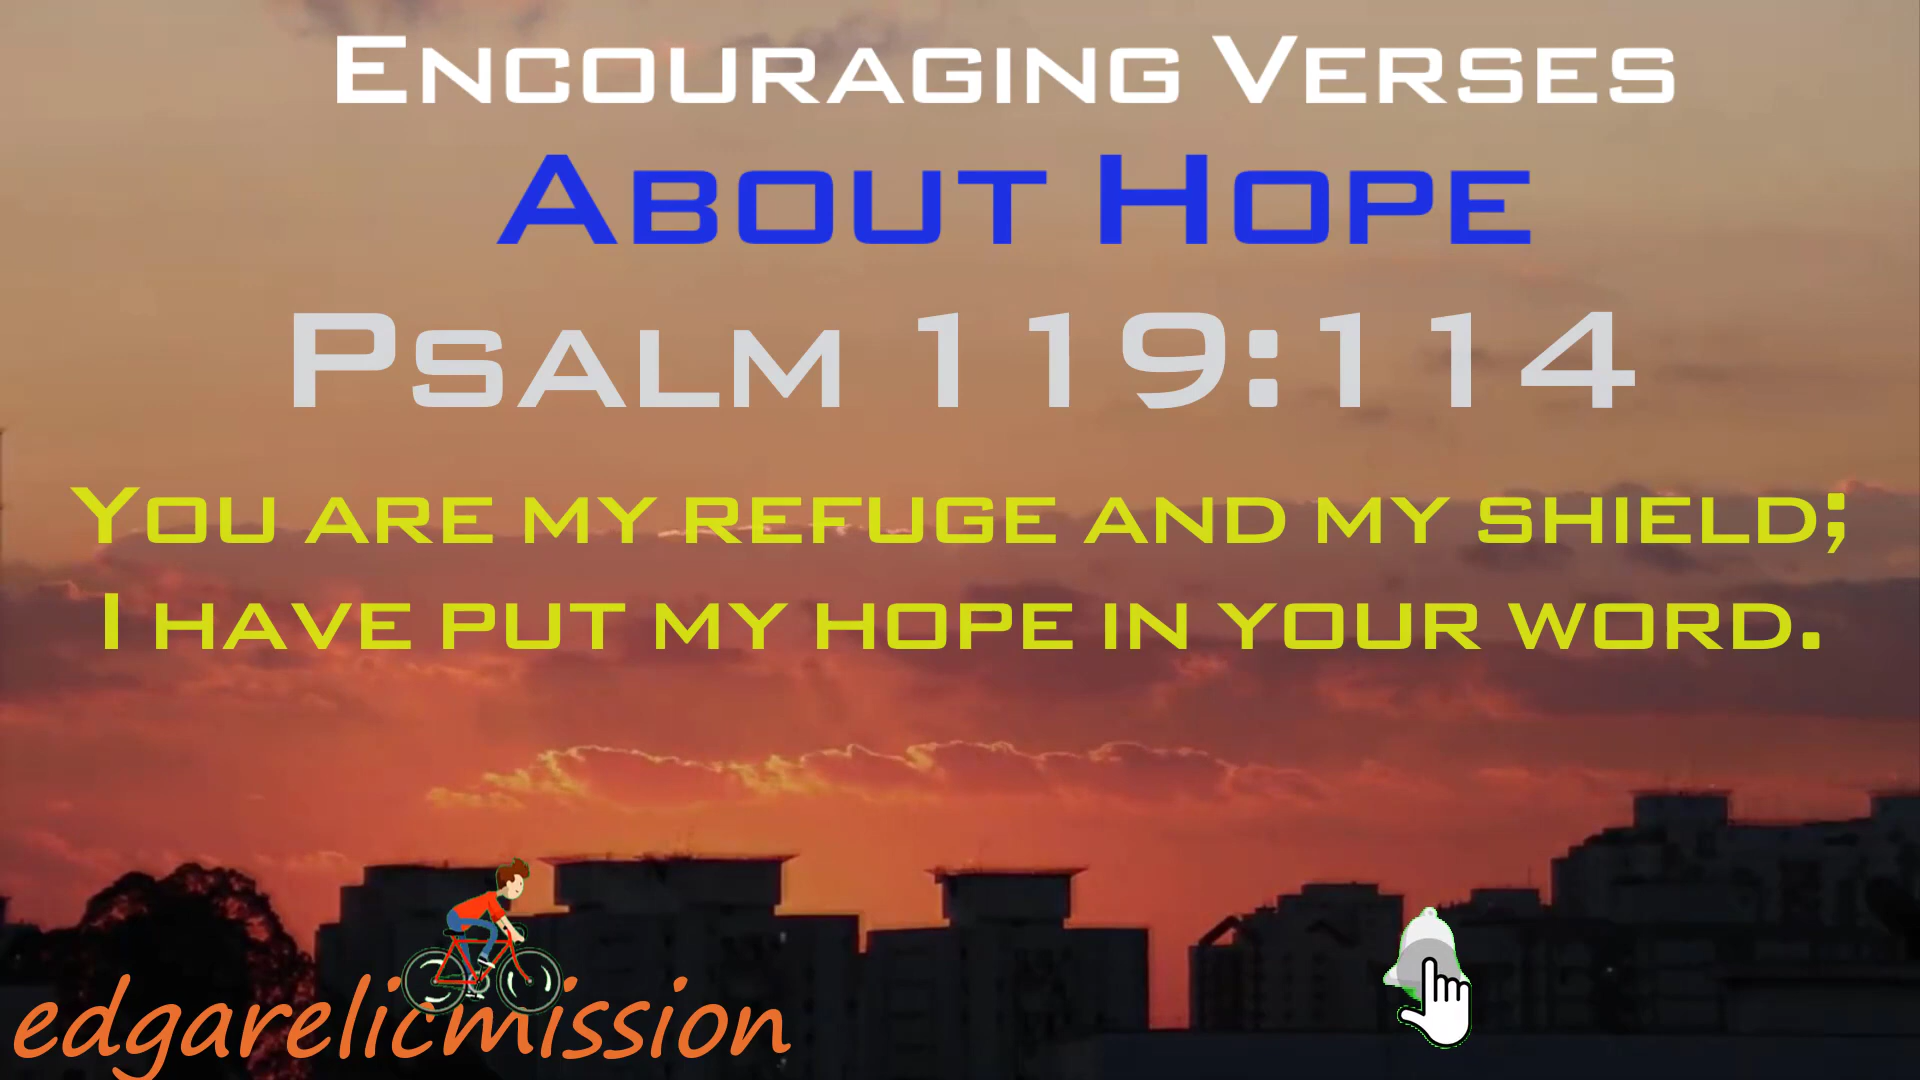 Encouraging Verses
About Hope
Psalm 119:114
You are my refuge and my shield;
I have put my hope in your word.
edgarelicmission